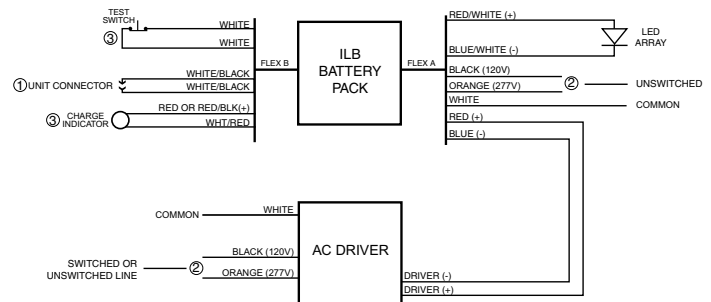 TEST
SWITCH
③
WHITE
WHITE
① UNIT CONNECTOR
WHITE/BLACK
WHITE/BLACK
③ CHARGE
INDICATOR
RED OR RED/BLK(+)
WHT/RED
FLEX B
ILB
BATTERY
PACK
FLEX A
RED/WHITE (+)
BLUE/WHITE (-)
LED
ARRAY
BLACK (120V)
ORANGE (277V)
② UNSWITCHED
WHITE
COMMON
RED (+)
BLUE (-)
COMMON
WHITE
SWITCHED OR
UNSWITCHED LINE
②
BLACK (120V)
ORANGE (277V)
AC DRIVER
DRIVER (-)
DRIVER (+)